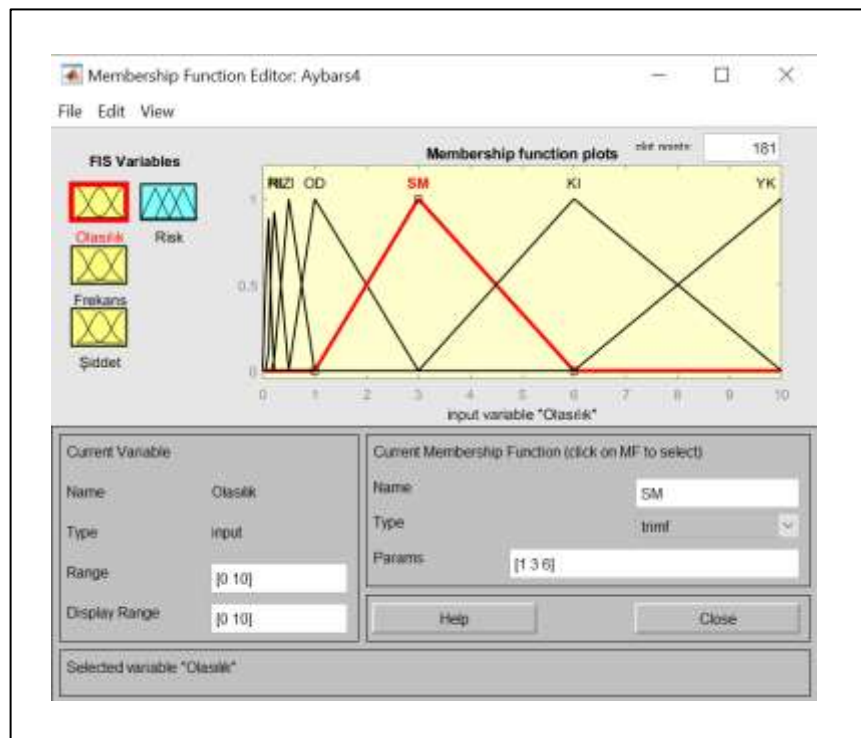 Membership Function Editor: Aybars4
File Edit View
FIS Variables
Olasılık
Risk
Frekans
Şiddet
Membership function plots
plot points:
181
OD
SM
KI
YK
1
0.5
0
0 1 2 3 4 5 6 7 8 9 10
input variable "Olasılık"
Current Variable
Name Olasılık
Type input
Range [0 10]
Display Range [0 10]
Current Membership Function (click on MF to select)
Name SM
Type trimf
Params [1 3 6]
Help Close
Selected variable "Olasılık"